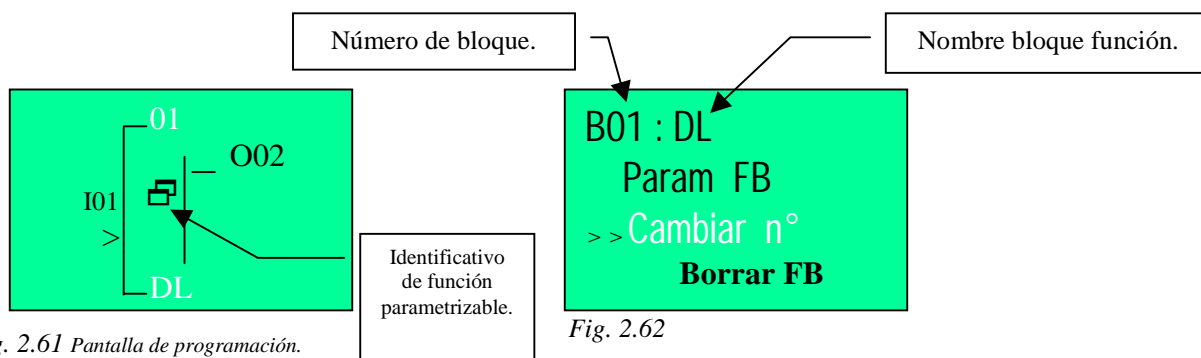 Número de bloque.
Nombre bloque función.
01
O02
I01
>
DL
Identificativo
de función
parametrizable.
B01 : DL
Param FB
>> Cambiar n°
Borrar FB
g. 2.61 Pantalla de programación.
Fig. 2.62